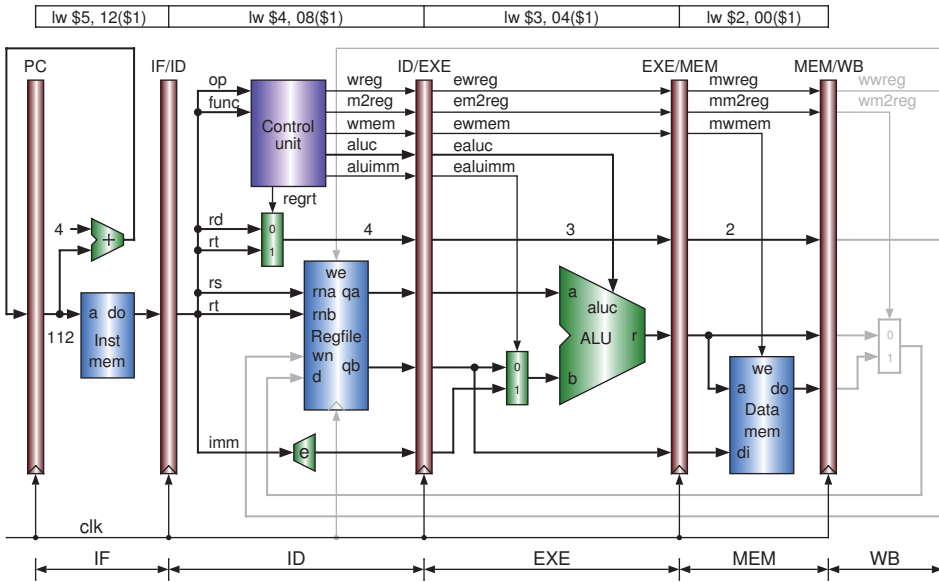 lw $5, 12($1) lw $4, 08($1) lw $3, 04($1) lw $2, 00($1)
PC IF/ID ID/EXE EXE/MEM MEM/WB
op wreg ewreg mwreg wwreg
func m2reg em2reg mm2reg wm2reg
Control unit
wmem ewmem mwmem
aluc ealuc
aluimm ealuimm
regrt
4 +
rd 0
rt 1
4 3 2
we
rs rna qa
rt rnb
Regfile
wn
d qb
a do
Inst
mem
112
a aluc
ALU r
b
0
1
we
a do
Data
mem
di
0
1
imm e
clk
IF ID EXE MEM WB